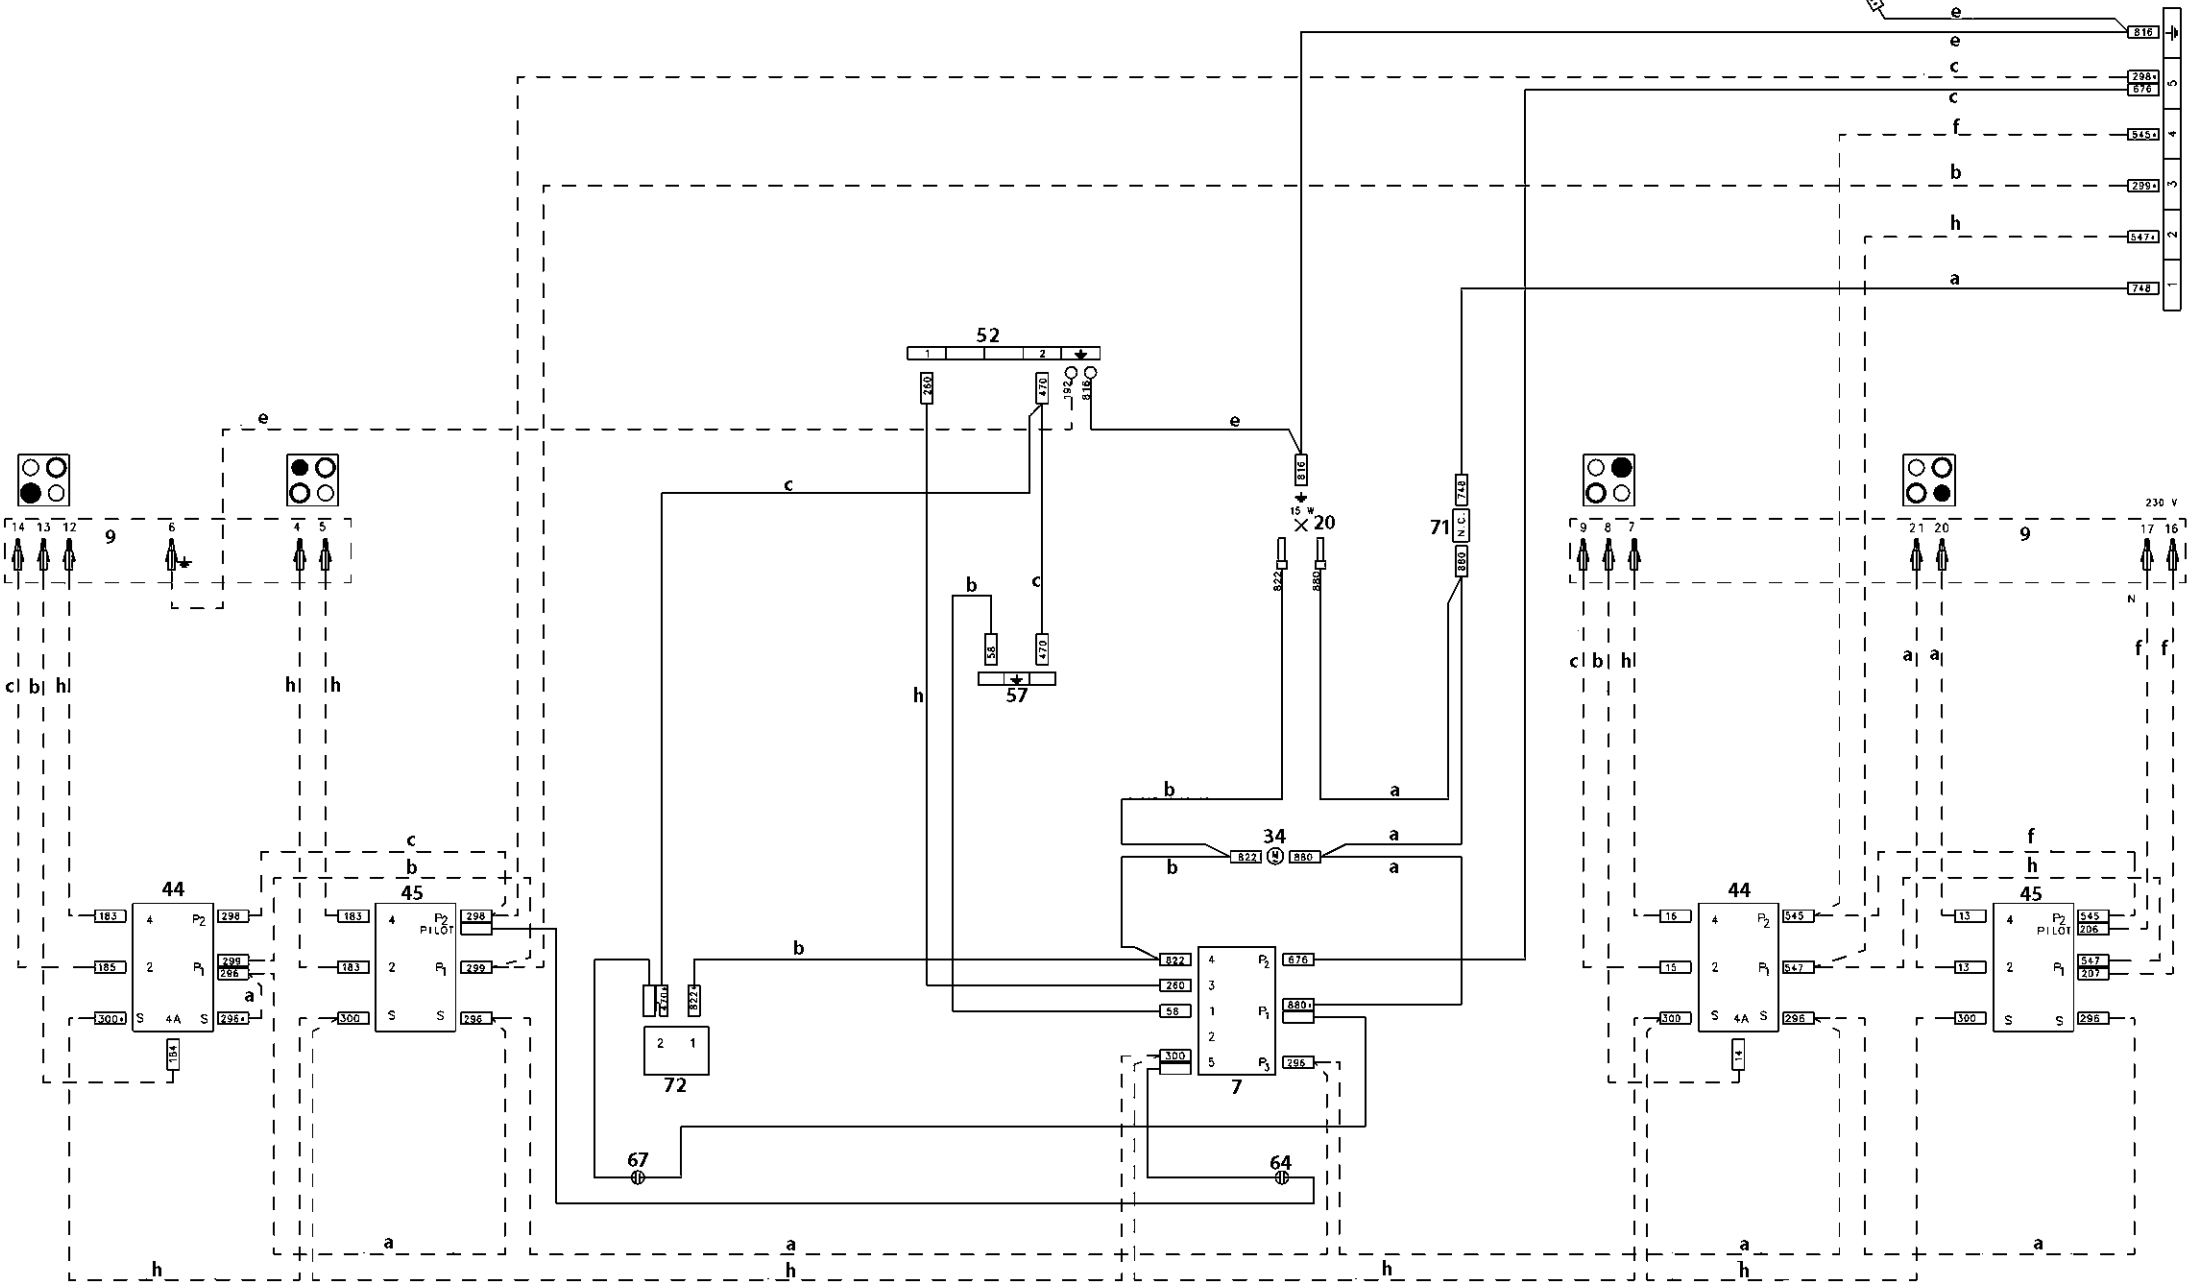 e
816
e
c
298•
676
5
c
f
545•
4
b
299•
3
h
547•
2
a
748
1
52
1
2
260
470
192
816
e
e
c
816
15 W
20
748
71
N.C.
880
230 V
14 13 12
9
6
4 5
9 8 7
21 20
9
17 16
822
880
b
c
N
58
470
57
c b h
h h
h
c b h
a a
f f
b
a
c
34
a
f
b
822
M
880
b
a
h
44
45
44
45
183
4
P2
298
183
4
P2
PILOT
298
16
4
P2
545
13
4
P2
PILOT
545
206
185
2
P1
299
296
183
2
P1
299
b
822
4
P2
676
15
2
P1
547
13
2
P1
547
207
260
3
a
58
1
P1
880•
300•
S 4A S
296•
300
S S
296
470•
822•
300
S 4A S
296
300
S S
296
2
184
2 1
300
5
P3
296
14
72
7
67
64
a
a
a
a
h
h
h
h